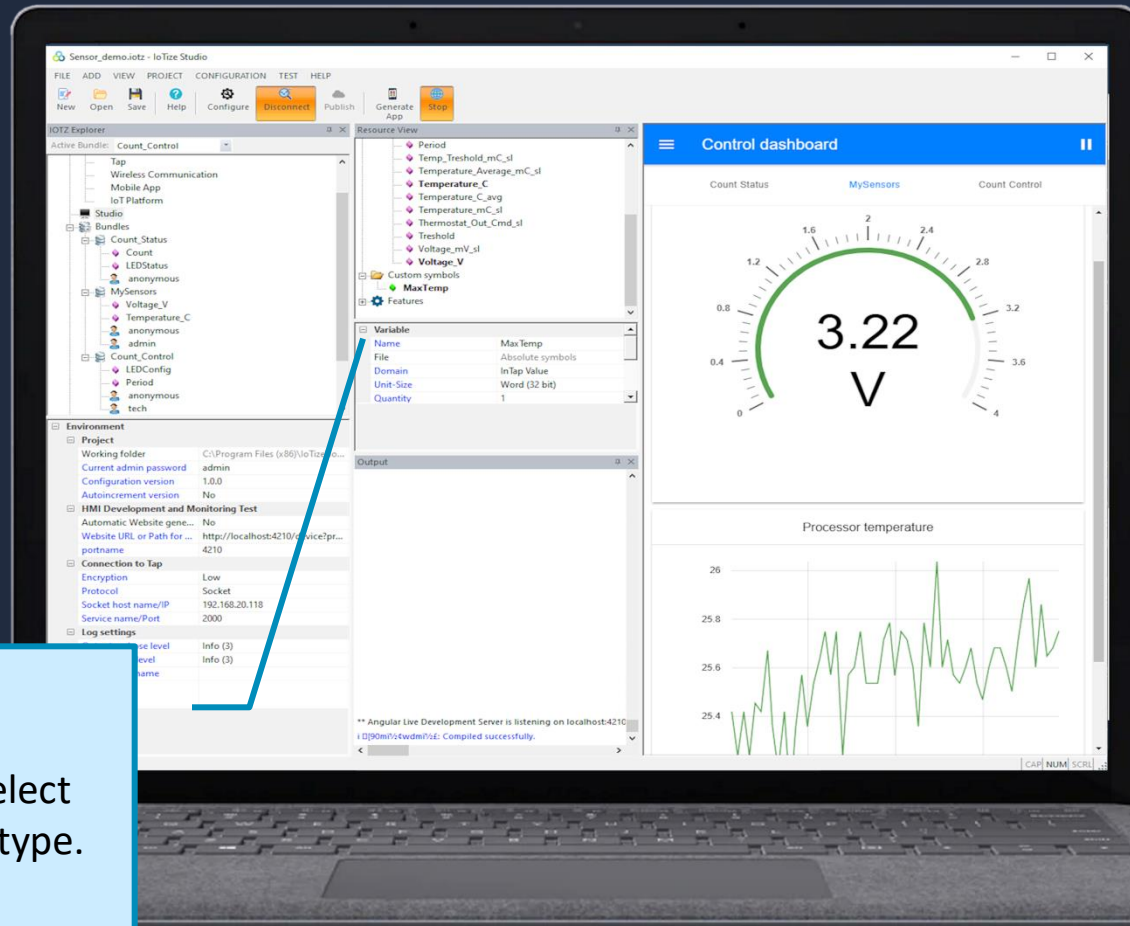 Sensor_demo.iotz - IoTize Studio
FILE ADD VIEW PROJECT CONFIGURATION TEST HELP
New Open Save Help Configure Disconnect Publish Generate App Stop
IOTZ Explorer
Active Bundle: Count_Control
Tap
Wireless Communication
Mobile App
IoT Platform
Studio
Bundles
Count_Status
Count
LEDStatus
anonymous
MySensors
Voltage_V
Temperature_C
anonymous
admin
Count_Control
LEDConfig
Period
anonymous
tech
Environment
Project
Working folder C:\Program Files (x86)\IoTize\Io...
Current admin password admin
Configuration version 1.0.0
Autoincrement version No
HMI Development and Monitoring Test
Automatic Website gene... No
Website URL or Path for ... http://localhost:4210/device?pr...
portname 4210
Connection to Tap
Encryption Low
Protocol Socket
Socket host name/IP 192.168.20.118
Service name/Port 2000
Log settings
level Info (3)
Info (3)
Resource View
Period
Temp_Treshold_mC_sl
Temperature_Average_mC_sl
Temperature_C
Temperature_C_avg
Temperature_mC_sl
Thermostat_Out_Cmd_sl
Treshold
Voltage_mV_sl
Voltage_V
Custom symbols
MaxTemp
Features
Variable
Name MaxTemp
File Absolute symbols
Domain InTap Value
Unit-Size Word (32 bit)
Quantity 1
Output
** Angular Live Development Server is listening on localhost:4210
Compiled successfully.
Control dashboard
Count Status MySensors Count Control
0
0.4
0.8
1.2
1.6
2
2.4
2.8
3.2
3.6
4
3.22
V
Processor temperature
26
25.8
25.6
25.4
CAP NUM SCRL
elect
type.